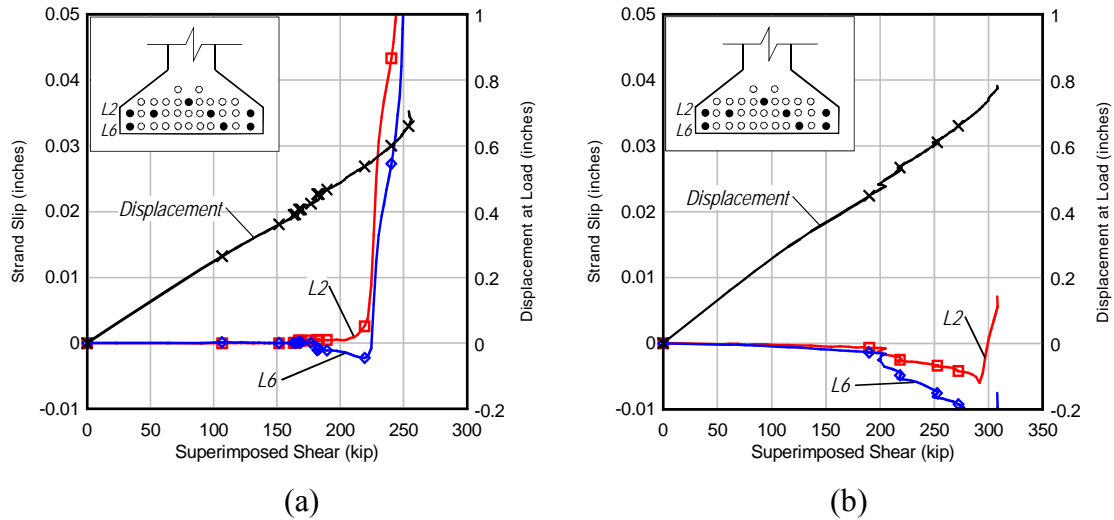 0.05
0.04
0.03
0.02
0.01
0
-0.01
Strand Slip (inches)
1
0.8
0.6
0.4
0.2
0
-0.2
Displacement at Load (inches)
0 50 100 150 200 250 300
Superimposed Shear (kip)
L2
L6
Displacement
L2
L6
(a)
0.05
0.04
0.03
0.02
0.01
0
-0.01
Strand Slip (inches)
1
0.8
0.6
0.4
0.2
0
-0.2
Displacement at Load (inches)
0 50 100 150 200 250 300 350
Superimposed Shear (kip)
L2
L6
Displacement
L2
L6
(b)